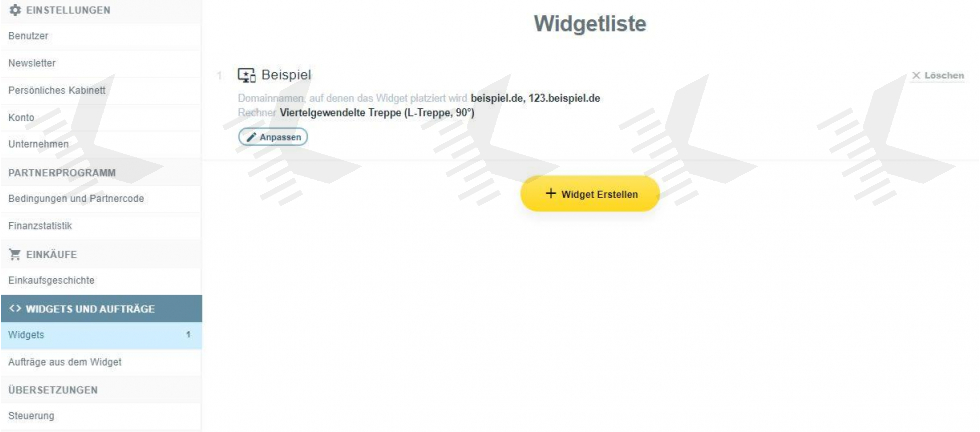 EINSTELLUNGEN
Benutzer
Newsletter
Persönliches Kabinett
Konto
Unternehmen
PARTNERPROGRAMM
Bedingungen und Partnercode
Finanzstatistik
EINKÄUFE
Einkaufsgeschichte
<> WIDGETS UND AUFTRÄGE
Widgets 1
Aufträge aus dem Widget
ÜBERSETZUNGEN
Steuerung
Widgetliste
1 Beispiel × Löschen
Domainnamen, auf denen das Widget platziert wird beispiel.de, 123.beispiel.de
Rechner Viertelgewendelte Treppe (L-Treppe, 90°)
Anpassen
+ Widget Erstellen